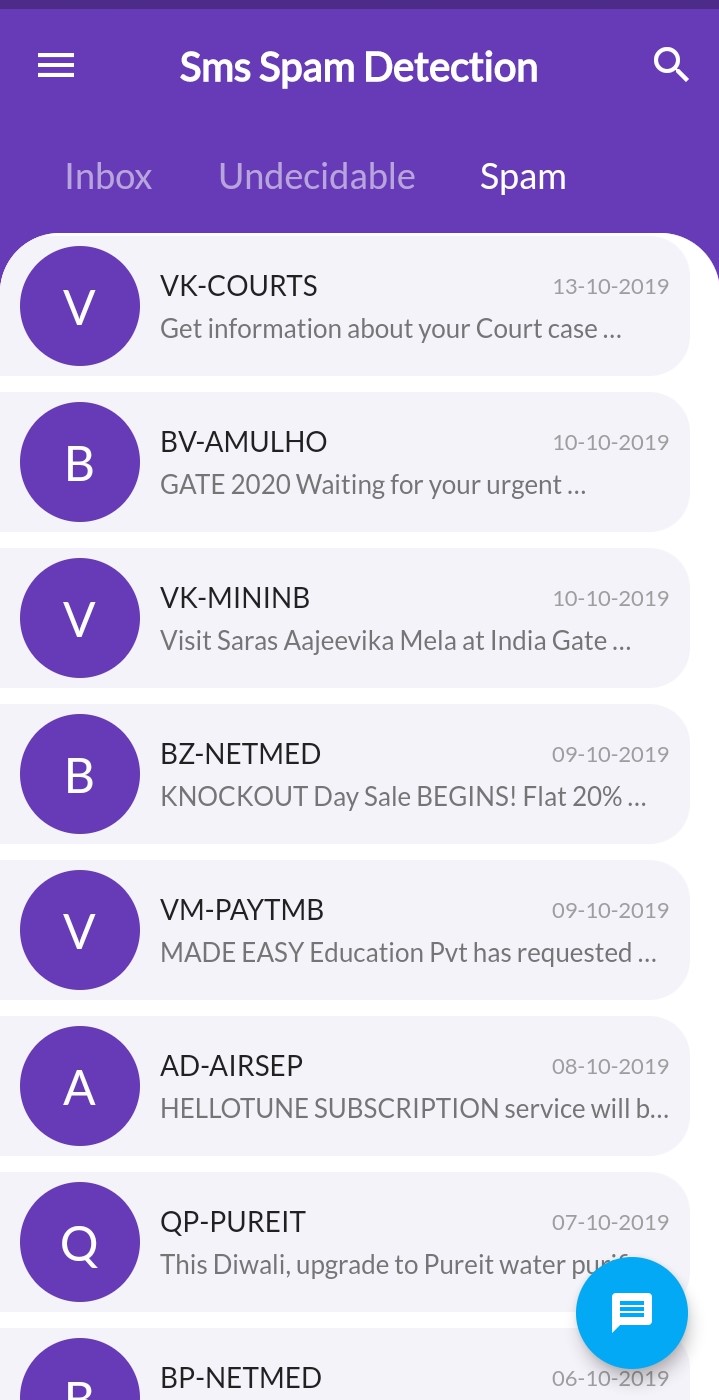 Sms Spam Detection
Inbox Undecidable Spam
V
VK-COURTS 13-10-2019
Get information about your Court case ...
B
BV-AMULHO 10-10-2019
GATE 2020 Waiting for your urgent ...
V
VK-MININB 10-10-2019
Visit Saras Aajeevika Mela at India Gate ...
B
BZ-NETMED 09-10-2019
KNOCKOUT Day Sale BEGINS! Flat 20% ...
V
VM-PAYTMB 09-10-2019
MADE EASY Education Pvt has requested ...
A
AD-AIRSEP 08-10-2019
HELLOTUNE SUBSCRIPTION service will b...
Q
QP-PUREIT 07-10-2019
This Diwali, upgrade to Pureit water
BP-NETMED 06-10-2019